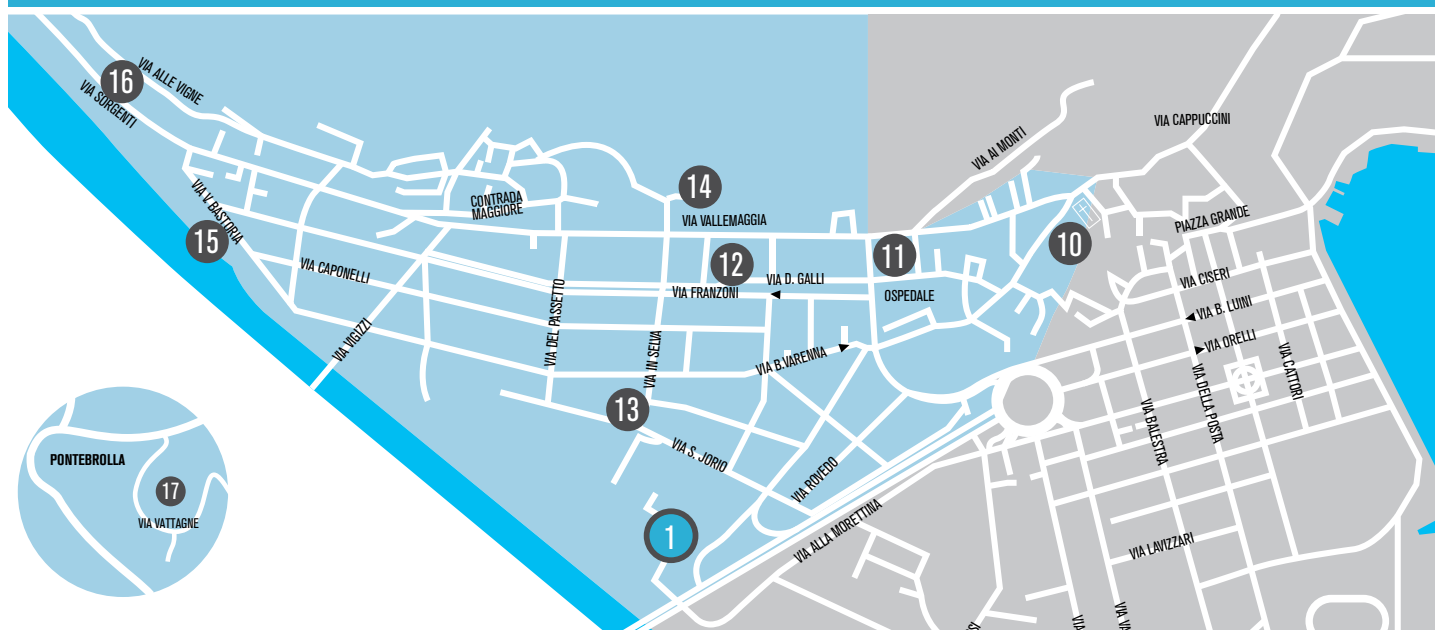 16
VIA ALLE VIGNE
VIA SORGENTI
VIA CAPPUCCINI
VIA AI MONTI
14
CONTRADA
MAGGIORE
VIA VALLEMAGGIA
PIAZZA GRANDE
VIA V. BASTORIA
15
10
11
12
VIA CAPONELLI
VIA D. GALLI
VIA CISERI
VIA FRANZONI
OSPEDALE
VIA B. LUINI
VIA DEL PASSETTO
VIA VIGIZZI
VIA IN SELVA
VIA B.VARENNA
VIA ORELLI
VIA CATTORI
VIA DELLA POSTA
VIA BALESTRA
13
VIA S. JORIO
PONTEBROLLA
17
VIA VATTAGNE
VIA ROVEDO
1
VIA ALLA MORETTINA
VIA LAVIZZARI
VIA
VIA